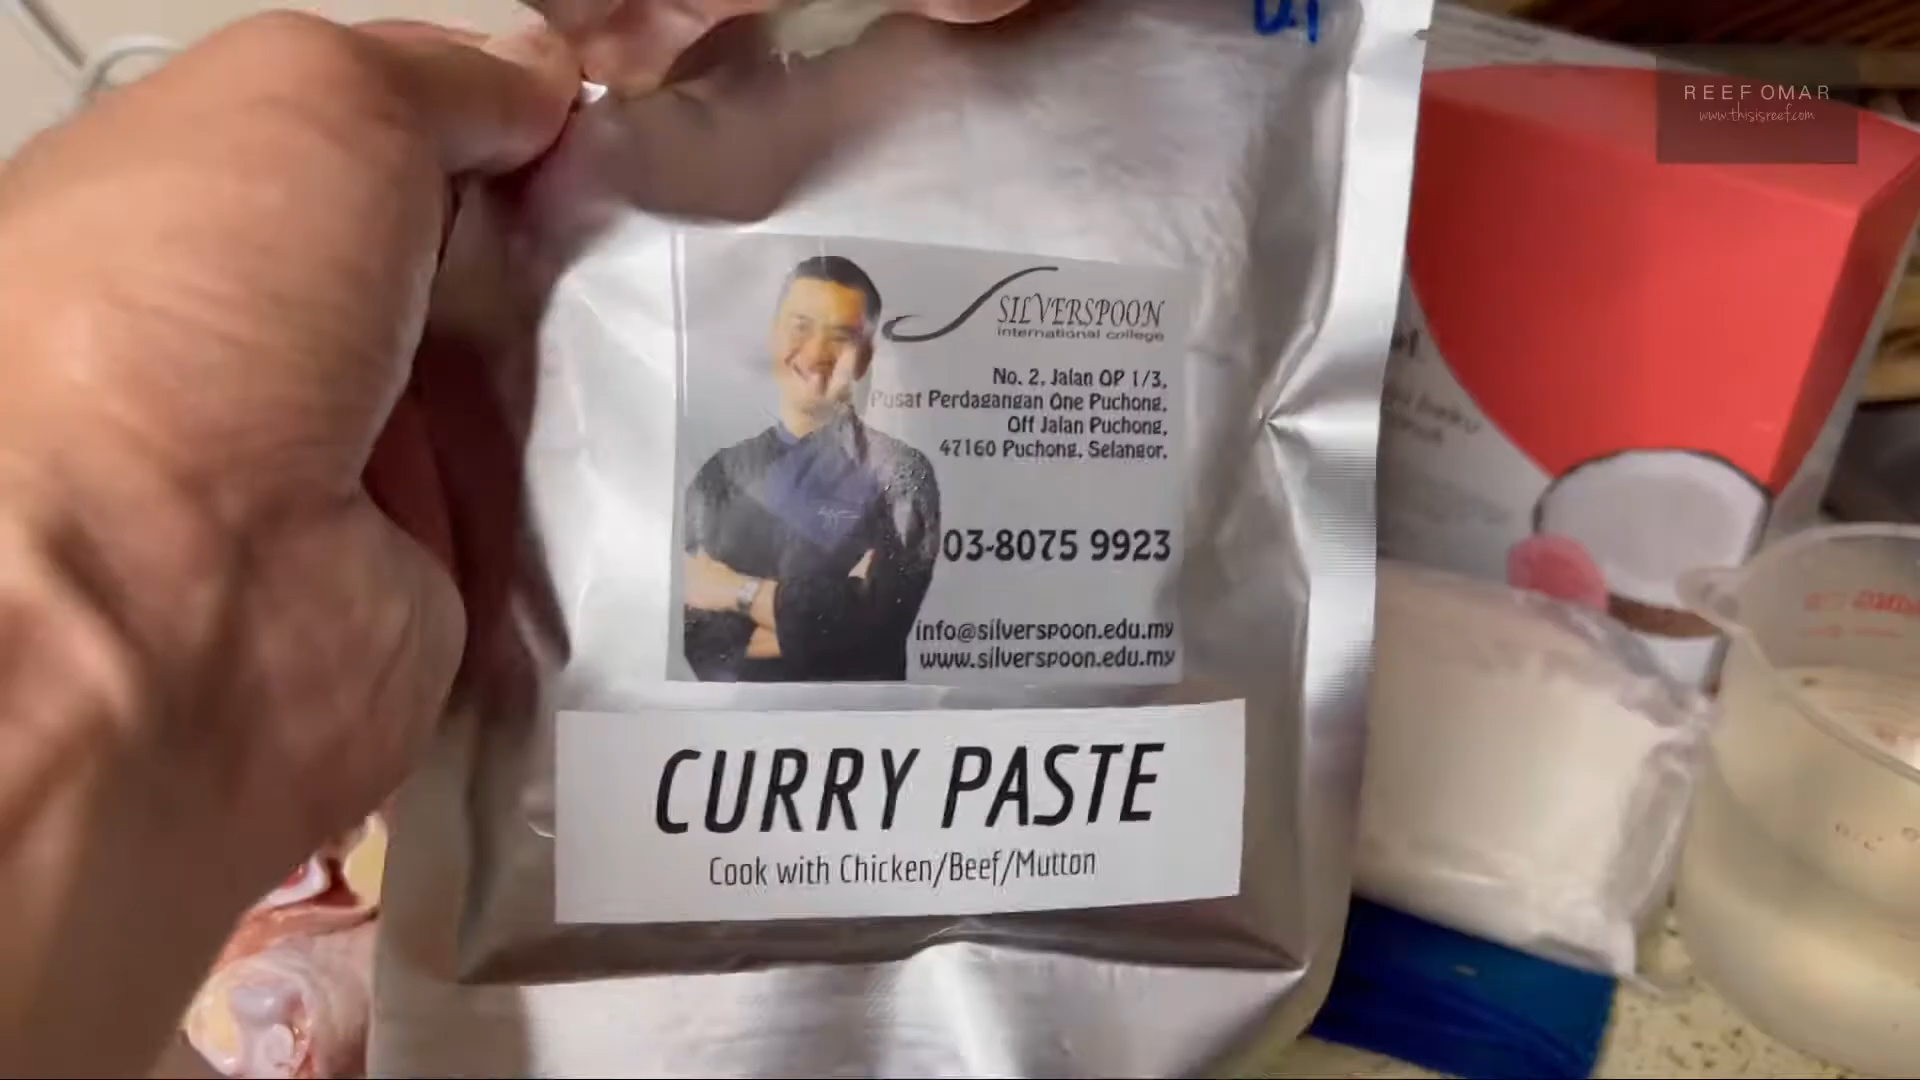 REEF OMAR
www.thisisreef.com
SILVERSPOON
international college
No. 2, Jalan OP 1/3,
Pusat Perdagangan One Puchong,
Off Jalan Puchong,
47160 Puchong, Selangor.
03-8075 9923
info@silverspoon.edu.my
www.silverspoon.edu.my
CURRY PASTE
Cook with Chicken/Beef/Mutton